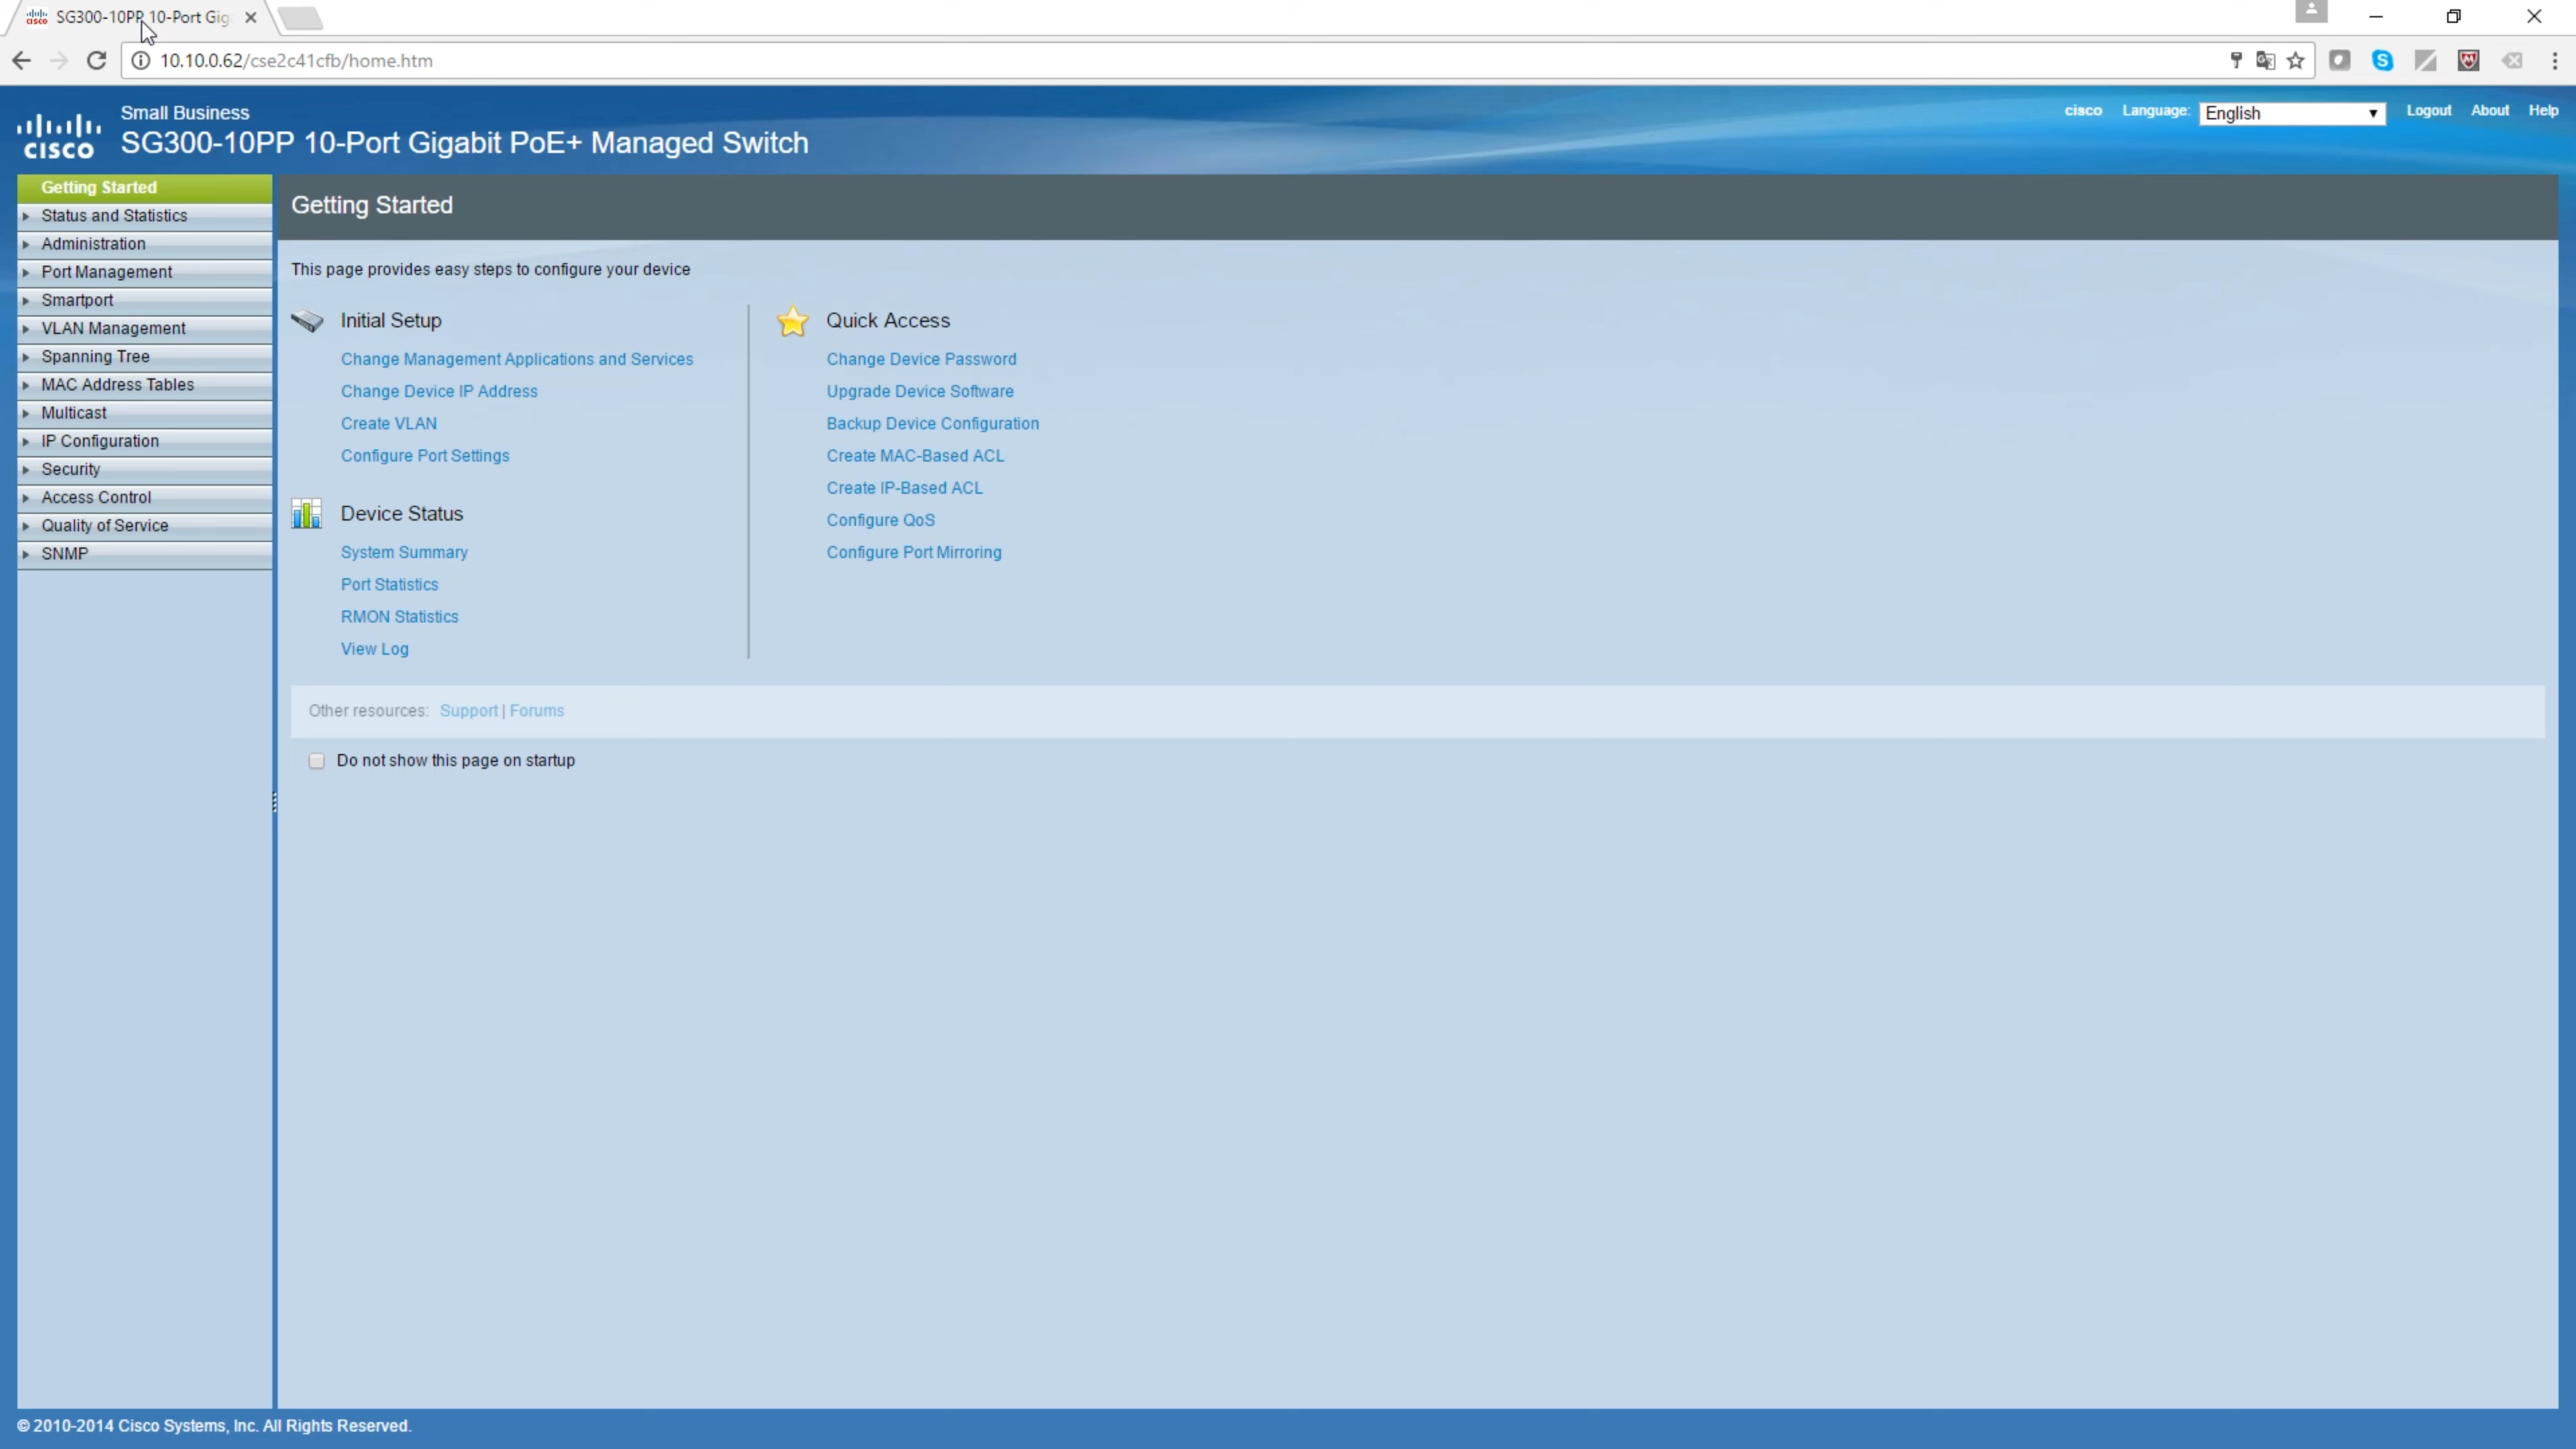 SG300-10PP 10-Port Gig
10.10.0.62/cse2c41cfb/home.htm
Small Business
cisco Language: English Logout About Help
CISCO
SG300-10PP 10-Port Gigabit PoE+ Managed Switch
Getting Started
Status and Statistics
Administration
Port Management
Smartport
VLAN Management
Spanning Tree
MAC Address Tables
Multicast
IP Configuration
Security
Access Control
Quality of Service
SNMP
Getting Started
This page provides easy steps to configure your device
Initial Setup
Change Management Applications and Services
Change Device IP Address
Create VLAN
Configure Port Settings
Device Status
System Summary
Port Statistics
RMON Statistics
View Log
Quick Access
Change Device Password
Upgrade Device Software
Backup Device Configuration
Create MAC-Based ACL
Create IP-Based ACL
Configure QoS
Configure Port Mirroring
Other resources: Support | Forums
Do not show this page on startup
© 2010-2014 Cisco Systems, Inc. All Rights Reserved.